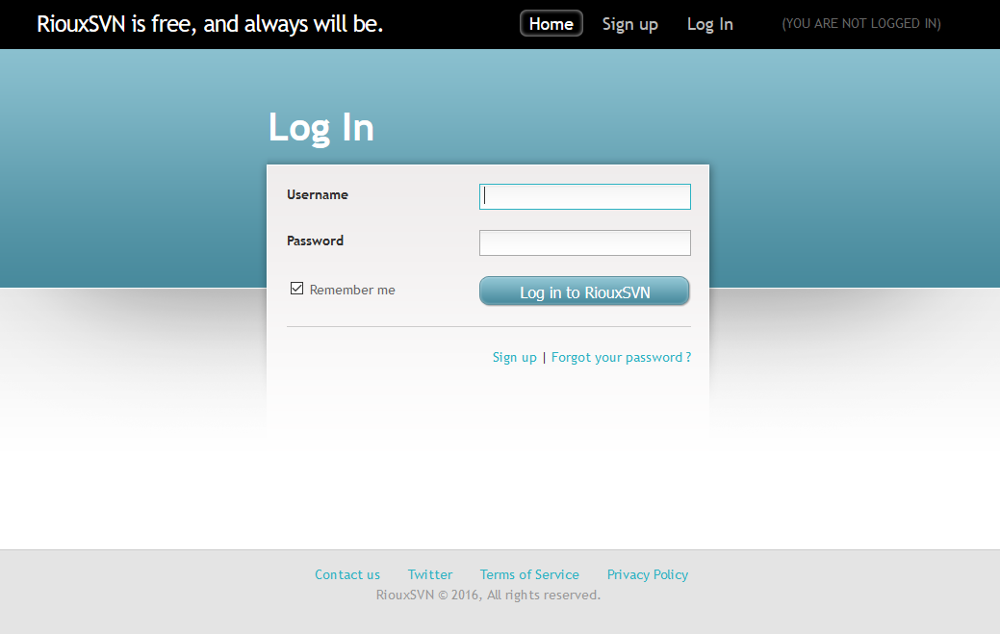 RiouxSVN is free, and always will be.
Home Sign up Log In (YOU ARE NOT LOGGED IN)
Log In
Username
Password
Remember me Log in to RiouxSVN
Sign up | Forgot your password ?
Contact us Twitter Terms of Service Privacy Policy
RiouxSVN © 2016, All rights reserved.